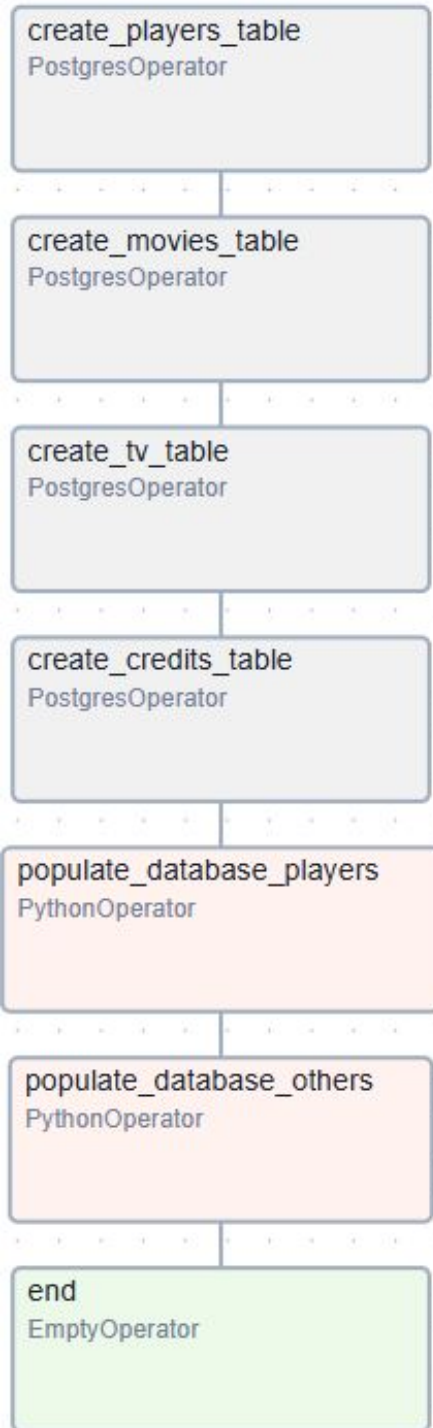 create_players_table
PostgresOperator
create_movies_table
PostgresOperator
create_tv_table
PostgresOperator
create_credits_table
PostgresOperator
populate_database_players
PythonOperator
populate_database_others
PythonOperator
end
EmptyOperator